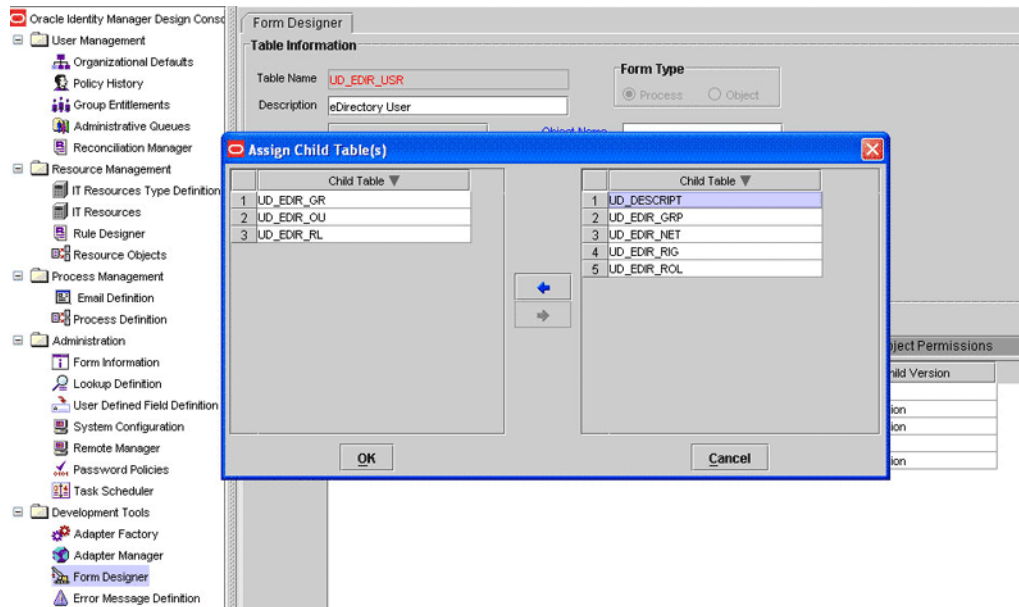 Oracle Identity Manager Design Conso
User Management
Organizational Defaults
Policy History
Group Entitlements
Administrative Queues
Reconciliation Manager
Resource Management
IT Resources Type Definition
IT Resources
Rule Designer
Resource Objects
Process Management
Email Definition
Process Definition
Administration
Form Information
Lookup Definition
User Defined Field Definition
System Configuration
Remote Manager
Password Policies
Task Scheduler
Development Tools
Adapter Factory
Adapter Manager
Form Designer
Error Message Definition
Form Designer
Table Information
Table Name UD_EDIR_USR
Form Type
Process Object
Description eDirectory User
Object Name
Assign Child Table(s)
Child Table
1 UD_EDIR_GR
2 UD_EDIR_OU
3 UD_EDIR_RL
Child Table
1 UD_DESCRIPT
2 UD_EDIR_GRP
3 UD_EDIR_NET
4 UD_EDIR_RIG
5 UD_EDIR_ROL
OK
Cancel
bject Permissions
hild Version
ion
ion
ion